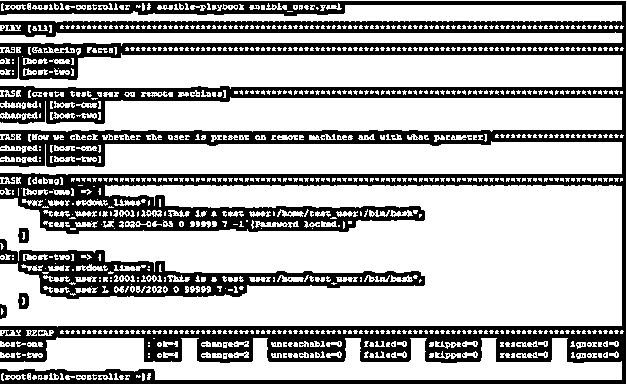 [root@ansible-controller ~]# ansible-playbook ansible_user.yaml
PLAY [all] ****************************************************************
TASK [Gathering Facts] ****************************************************************
ok: [host-one]
ok: [host-two]
TASK [create test_user on remote machines] ****************************************************************
changed: [host-one]
changed: [host-two]
TASK [Now we check whether the user is present on remote machines and with what parameter] ***********************
changed: [host-one]
changed: [host-two]
TASK [debug] ****************************************************************
ok: [host-one] => {
"var_user.stdout_lines": [
"test_user:x:2001:1002:This is a test user:/home/test_user:/bin/bash",
"test_user LK 2020-06-08 0 99999 7 -1 (Password locked.)"
]
}
ok: [host-two] => {
"var_user.stdout_lines": [
"test_user:x:2001:1001:This is a test user:/home/test_user:/bin/bash",
"test_user L 06/08/2020 0 99999 7 -1"
]
}
PLAY RECAP ****************************************************************
host-one : ok=4 changed=2 unreachable=0 failed=0 skipped=0 rescued=0 ignored=0
host-two : ok=4 changed=2 unreachable=0 failed=0 skipped=0 rescued=0 ignored=0
[root@ansible-controller ~]#